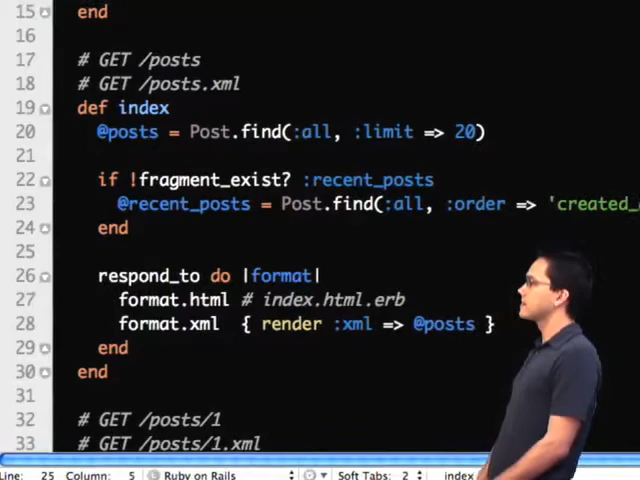 15 end
16
17 # GET /posts
18 # GET /posts.xml
19 def index
20 @posts = Post.find(:all, :limit => 20)
21
22 if !fragment_exist? :recent_posts
23 @recent_posts = Post.find(:all, :order => 'created_
24 end
25
26 respond_to do |format|
27 format.html # index.html.erb
28 format.xml { render :xml => @posts }
29 end
30 end
31
32 # GET /posts/1
33 # GET /posts/1.xml
Line: 25 Column: 5 Ruby on Rails Soft Tabs: 2 index